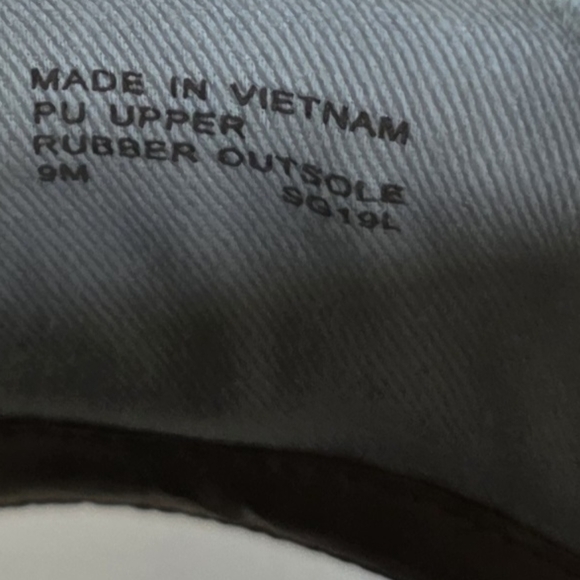 MADE IN VIETNAM
PU UPPER
RUBBER OUTSOLE
9M SG19L